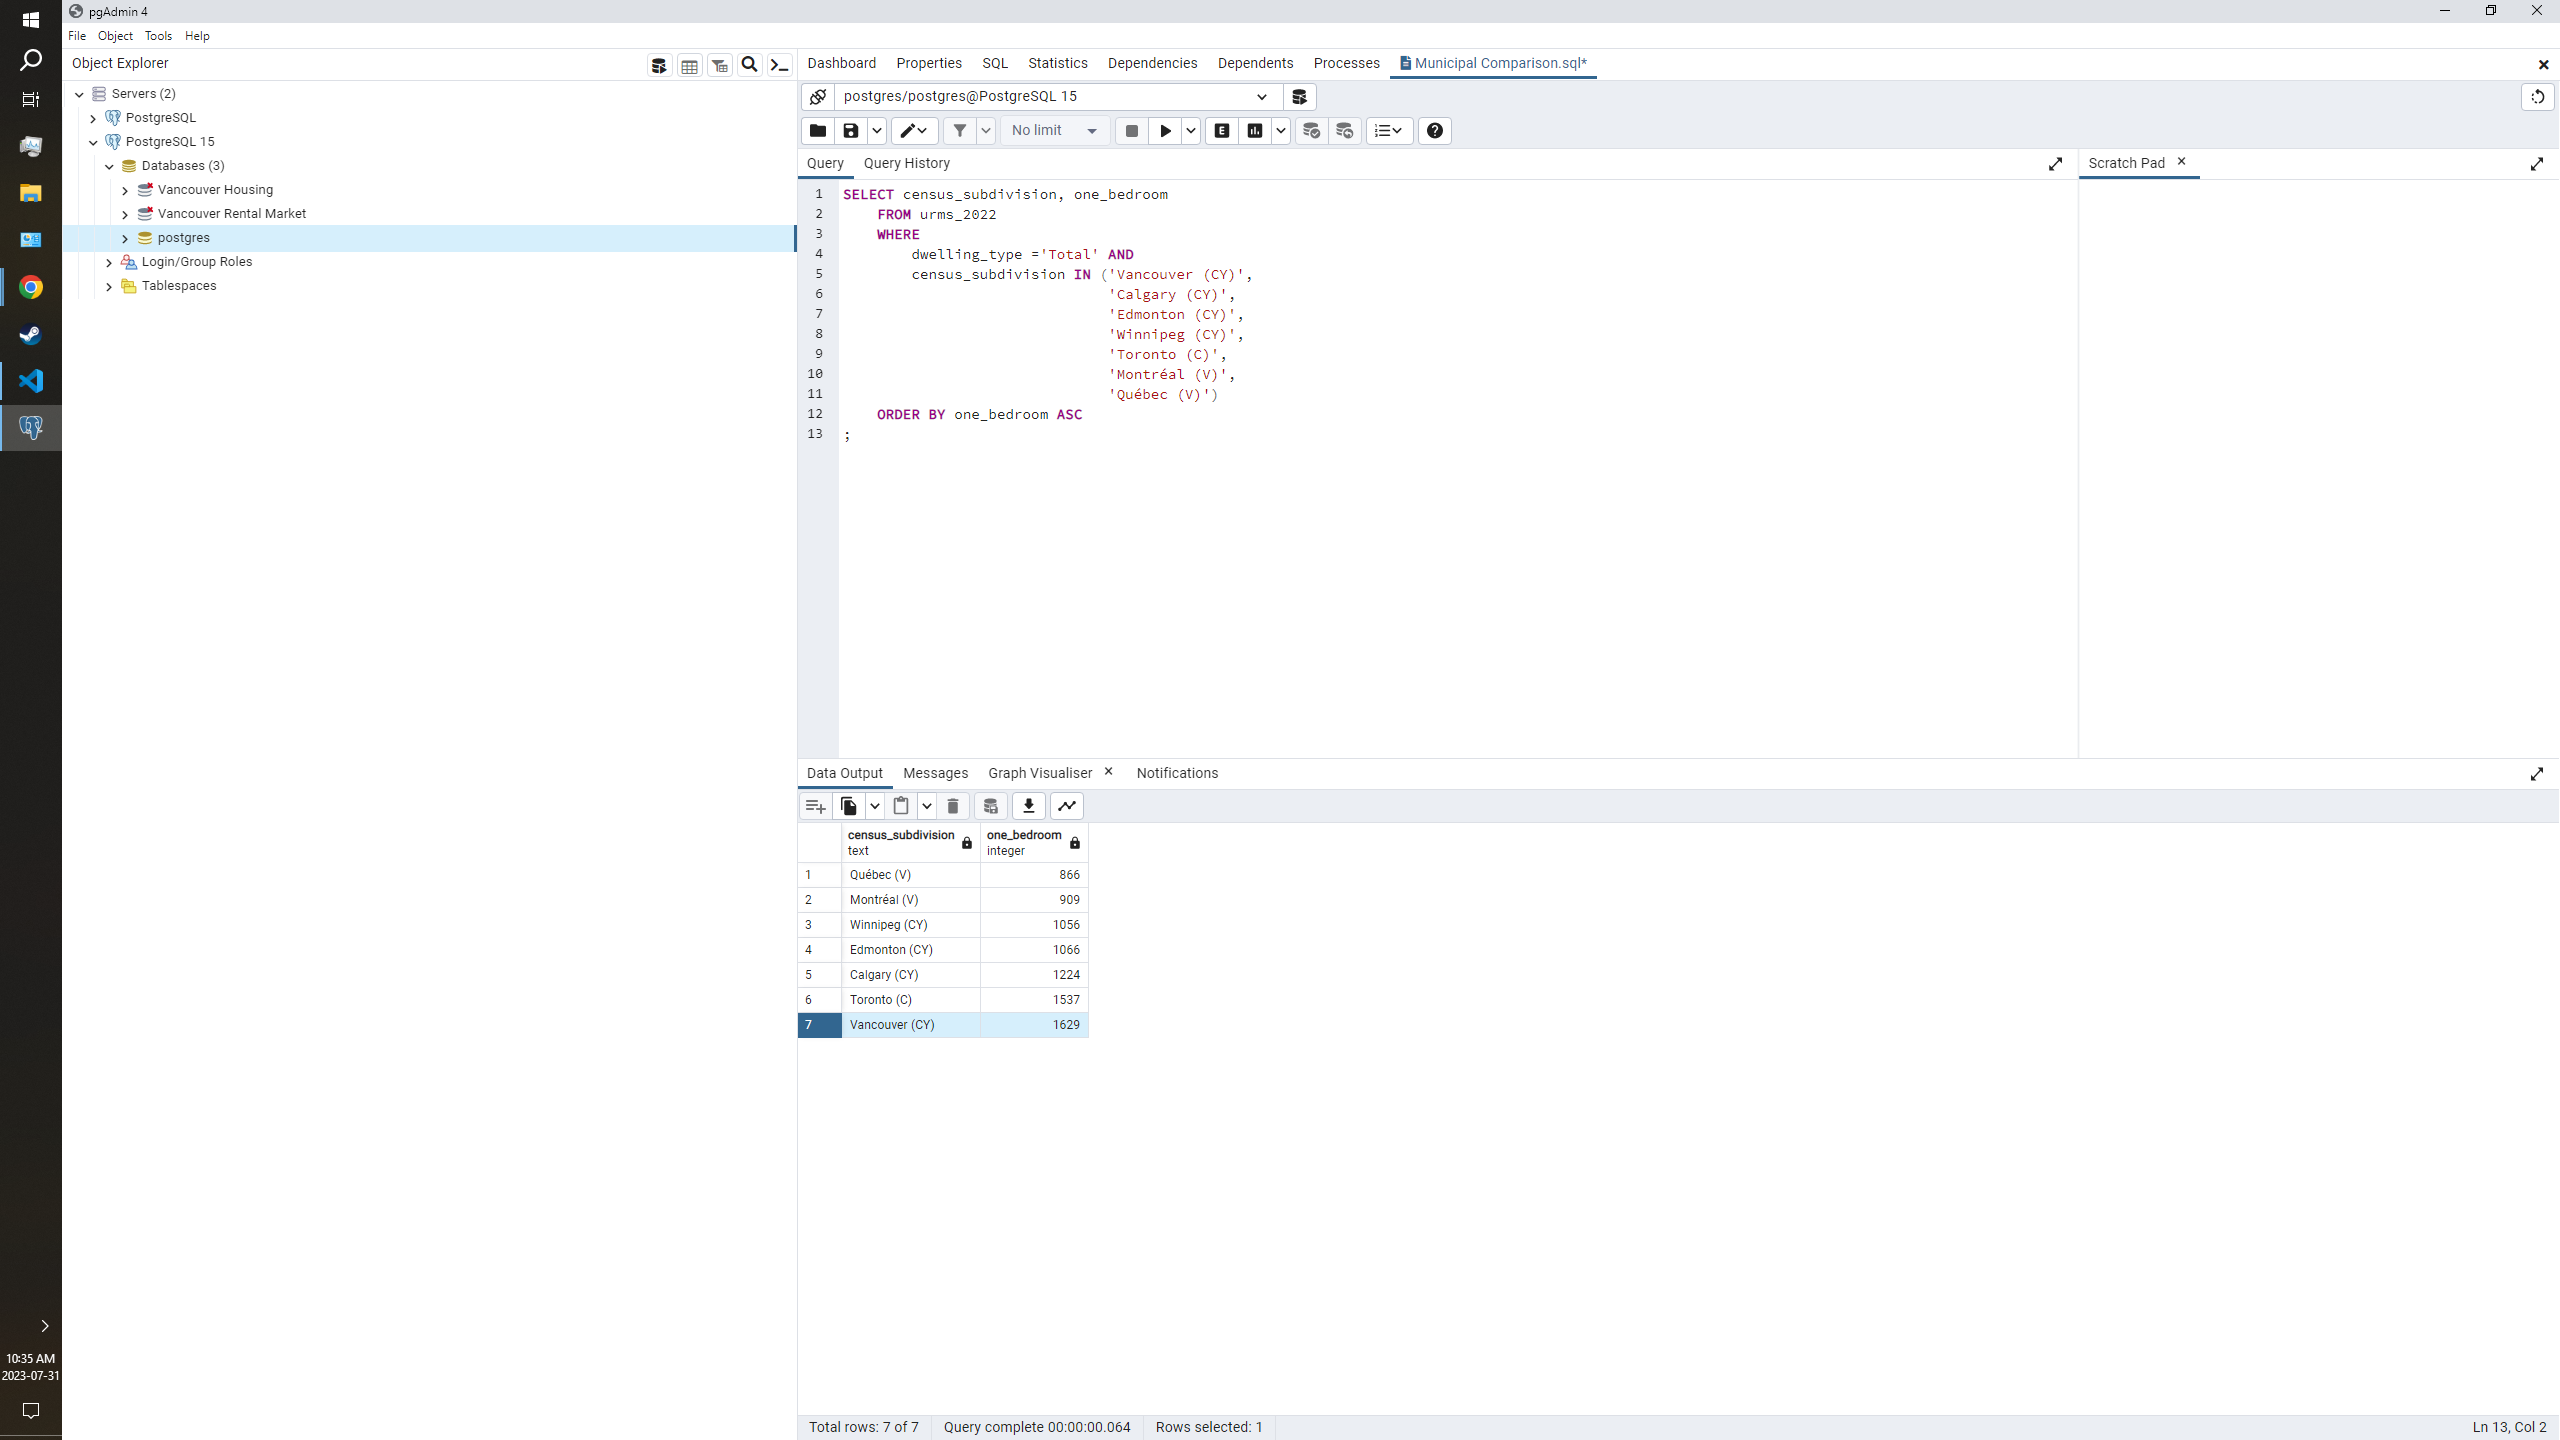 pgAdmin 4
File Object Tools Help
Object Explorer
Servers (2)
PostgreSQL
PostgreSQL 15
Databases (3)
Vancouver Housing
Vancouver Rental Market
postgres
Login/Group Roles
Tablespaces
Dashboard Properties SQL Statistics Dependencies Dependents Processes Municipal Comparison.sql*
postgres/postgres@PostgreSQL 15
No limit
E
Query Query History
Scratch Pad
1 SELECT census_subdivision, one_bedroom
2 FROM urms_2022
3 WHERE
4 dwelling_type ='Total' AND
5 census_subdivision IN ('Vancouver (CY)',
6 'Calgary (CY)',
7 'Edmonton (CY)',
8 'Winnipeg (CY)',
9 'Toronto (C)',
10 'Montréal (V)',
11 'Québec (V)')
12 ORDER BY one_bedroom ASC
13 ;
Data Output Messages Graph Visualiser Notifications
census_subdivision one_bedroom
text integer
1 Québec (V) 866
2 Montréal (V) 909
3 Winnipeg (CY) 1056
4 Edmonton (CY) 1066
5 Calgary (CY) 1224
6 Toronto (C) 1537
7 Vancouver (CY) 1629
Total rows: 7 of 7 Query complete 00:00:00.064 Rows selected: 1 Ln 13, Col 2
10:35 AM
2023-07-31